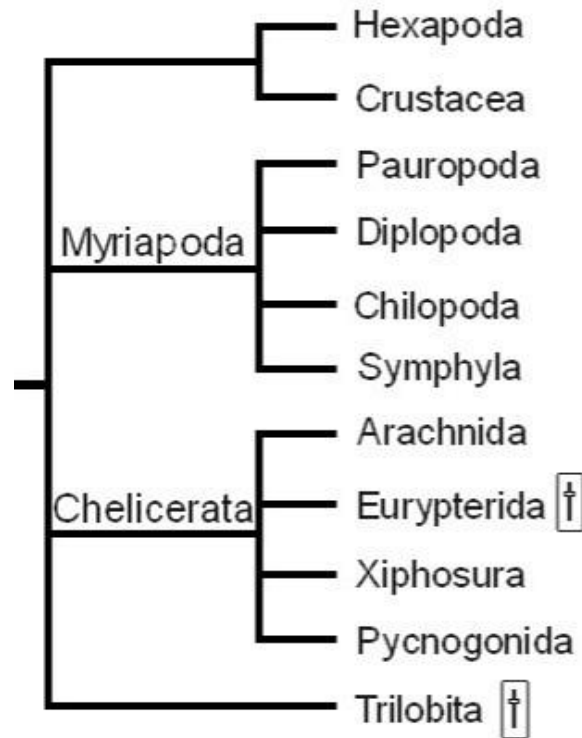 Hexapoda
Crustacea
Pauropoda
Myriapoda
Diplopoda
Chilopoda
Symphyla
Arachnida
Chelicerata
Eurypterida †
Xiphosura
Pycnogonida
Trilobita †